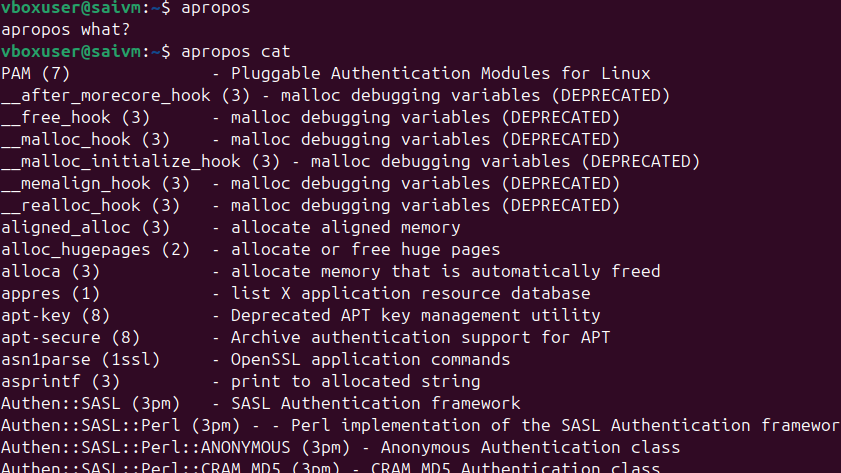 vboxuser@saivm:~$ apropos
apropos what?
vboxuser@saivm:~$ apropos cat
PAM (7)              - Pluggable Authentication Modules for Linux
__after_morecore_hook (3) - malloc debugging variables (DEPRECATED)
__free_hook (3)      - malloc debugging variables (DEPRECATED)
__malloc_hook (3)    - malloc debugging variables (DEPRECATED)
__malloc_initialize_hook (3) - malloc debugging variables (DEPRECATED)
__memalign_hook (3)  - malloc debugging variables (DEPRECATED)
__realloc_hook (3)   - malloc debugging variables (DEPRECATED)
aligned_alloc (3)    - allocate aligned memory
alloc_hugepages (2)  - allocate or free huge pages
alloca (3)           - allocate memory that is automatically freed
appres (1)           - list X application resource database
apt-key (8)          - Deprecated APT key management utility
apt-secure (8)       - Archive authentication support for APT
asn1parse (1ssl)     - OpenSSL application commands
asprintf (3)         - print to allocated string
Authen::SASL (3pm)   - SASL Authentication framework
Authen::SASL::Perl (3pm) - - Perl implementation of the SASL Authentication framewor
Authen::SASL::Perl::ANONYMOUS (3pm) - Anonymous Authentication class
Authen::SASL::Perl::CRAM_MD5 (3pm) - CRAM MD5 Authentication class